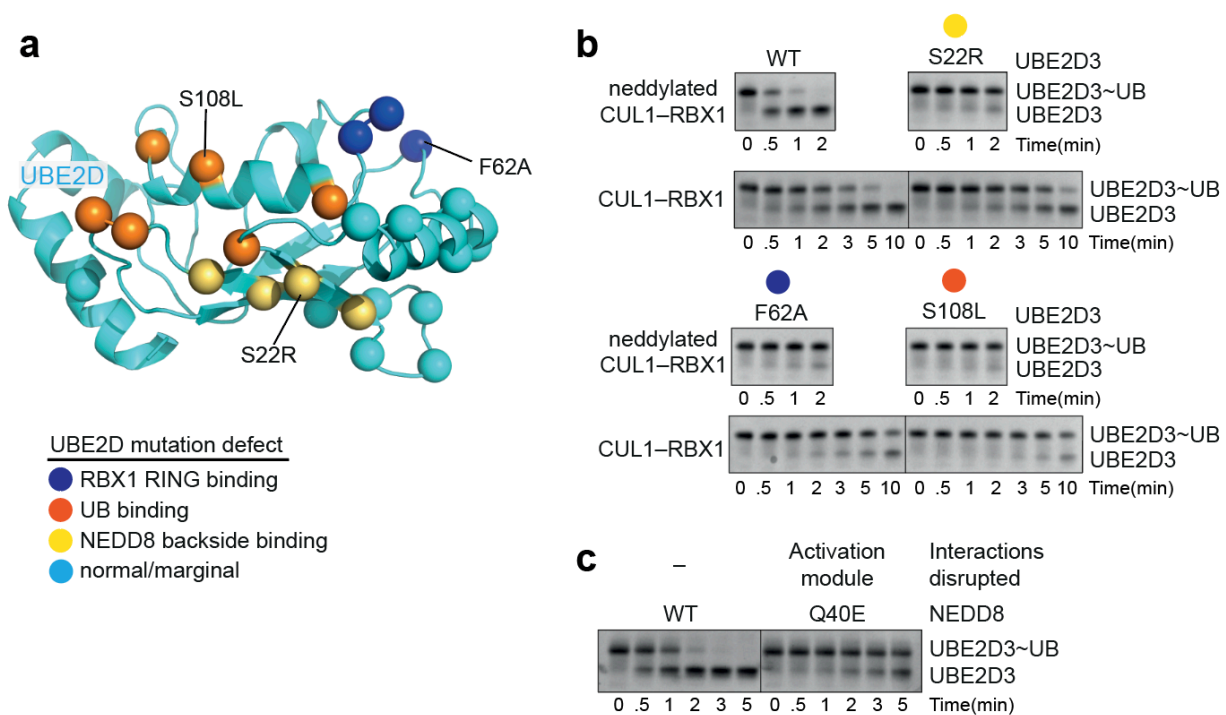 a
S108L
UBE2D
F62A
S22R
UBE2D mutation defect
RBX1 RING binding
UB binding
NEDD8 backside binding
normal/marginal
b
WT
S22R
UBE2D3
neddylated
CUL1–RBX1
UBE2D3~UB
UBE2D3
0 .5 1 2
0 .5 1 2 Time(min)
CUL1–RBX1
UBE2D3~UB
UBE2D3
0 .5 1 2 3 5 10 0 .5 1 2 3 5 10 Time(min)
F62A
S108L
UBE2D3
neddylated
CUL1–RBX1
UBE2D3~UB
UBE2D3
0 .5 1 2
0 .5 1 2 Time(min)
CUL1–RBX1
UBE2D3~UB
UBE2D3
0 .5 1 2 3 5 10 0 .5 1 2 3 5 10 Time(min)
c
–
Activation
module
Interactions
disrupted
WT
Q40E
NEDD8
UBE2D3~UB
UBE2D3
0 .5 1 2 3 5 0 .5 1 2 3 5 Time(min)